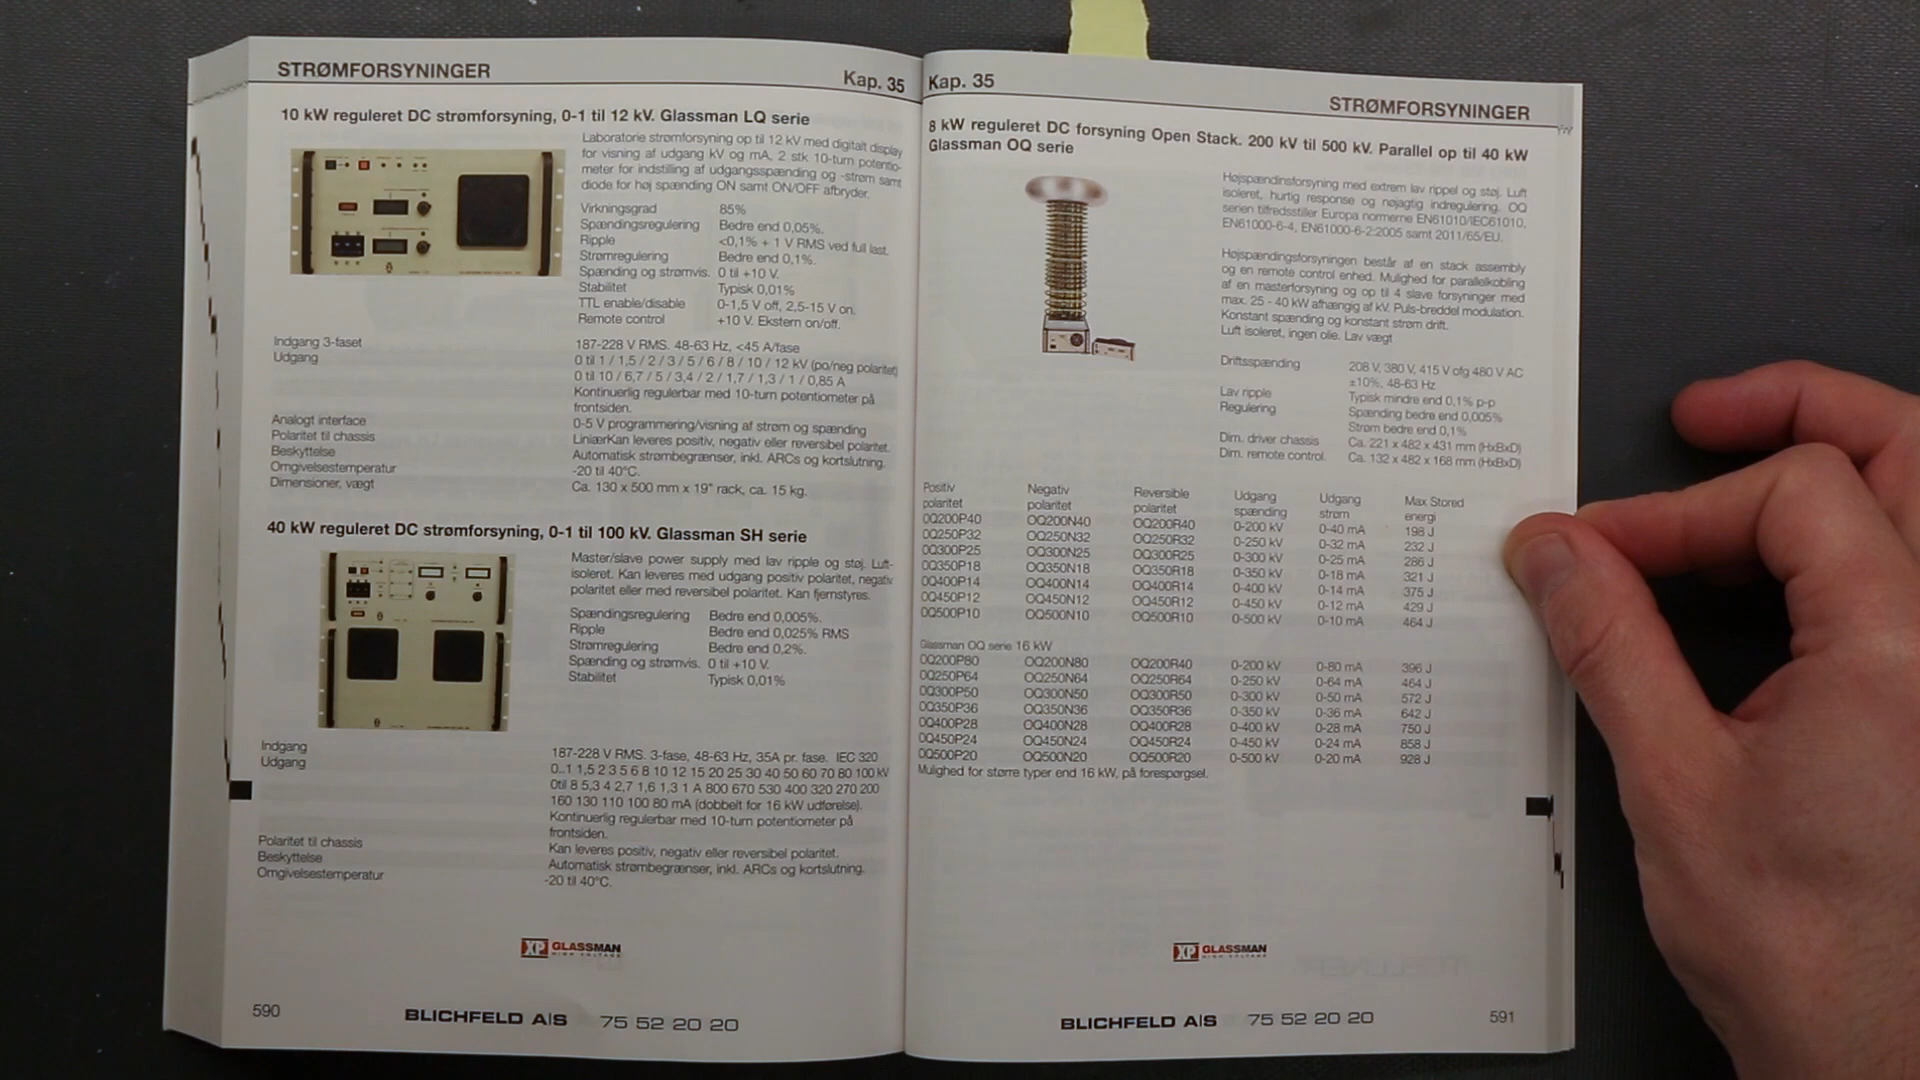 STRØMFORSYNINGER
Kap. 35
10 kW reguleret DC strømforsyning, 0-1 til 12 kV. Glassman LQ serie
Laboratorie strømforsyning op til 12 kV med digitalt display
for visning af udgang kV og mA, 2 stk 10-turn potentio-
meter for indstilling af udgangsspænding og -strøm samt
diode for høj spænding ON samt ON/OFF afbryder.
Virkningsgrad 85%
Spændingsregulering Bedre end 0,05%.
Ripple <0,1% + 1 V RMS ved full last.
Strømregulering Bedre end 0,1%.
Spænding og strømvis. 0 til +10 V.
Stabilitet Typisk 0,01%
TTL enable/disable 0-1,5 V off, 2,5-15 V on.
Remote control +10 V. Ekstern on/off.
Indgang 3-faset 187-228 V RMS. 48-63 Hz, <45 A/fase
Udgang 0 til 1 / 1,5 / 2 / 3 / 5 / 6 / 8 / 10 / 12 kV (po/neg polaritet)
0 til 10 / 6,7 / 5 / 3,4 / 2 / 1,7 / 1,3 / 1 / 0,85 A
Kontinuerlig regulerbar med 10-turn potentiometer på
frontsiden.
Analogt interface 0-5 V programmering/visning af strøm og spænding
Polaritet til chassis LiniærKan leveres positiv, negativ eller reversibel polaritet.
Beskyttelse Automatisk strømbegrænser, inkl. ARCs og kortslutning.
Omgivelsestemperatur -20 til 40°C.
Dimensioner, vægt Ca. 130 x 500 mm x 19" rack, ca. 15 kg.
40 kW reguleret DC strømforsyning, 0-1 til 100 kV. Glassman SH serie
Master/slave power supply med lav ripple og støj. Luft-
isoleret. Kan leveres med udgang positiv polaritet, negativ
polaritet eller med reversibel polaritet. Kan fjernstyres.
Spændingsregulering Bedre end 0,005%.
Ripple Bedre end 0,025% RMS
Strømregulering Bedre end 0,2%.
Spænding og strømvis. 0 til +10 V.
Stabilitet Typisk 0,01%
Indgang 187-228 V RMS. 3-fase, 48-63 Hz, 35A pr. fase. IEC 320
Udgang 0...1 1,5 2 3 5 6 8 10 12 15 20 25 30 40 50 60 70 80 100 kV
0til 8 5,3 4 2,7 1,6 1,3 1 A 800 670 530 400 320 270 200
160 130 110 100 80 mA (dobbelt for 16 kW udførelse).
Kontinuerlig regulerbar med 10-turn potentiometer på
frontsiden.
Polaritet til chassis Kan leveres positiv, negativ eller reversibel polaritet.
Beskyttelse Automatisk strømbegrænser, inkl. ARCs og kortslutning.
Omgivelsestemperatur -20 til 40°C.
XP GLASSMAN
HIGH VOLTAGE
590 BLICHFELD A|S 75 52 20 20
Kap. 35
STRØMFORSYNINGER
8 kW reguleret DC forsyning Open Stack. 200 kV til 500 kV. Parallel op til 40 kW
Glassman OQ serie
Højspændinsforsyning med extrem lav rippel og støj. Luft
isoleret, hurtig response og nøjagtig indregulering. OQ
serien tilfredsstiller Europa normerne EN61010/IEC61010,
EN61000-6-4, EN61000-6-2:2005 samt 2011/65/EU.
Højspændingsforsyningen består af en stack assembly
og en remote control enhed. Mulighed for parallelkobling
af en masterforsyning og op til 4 slave forsyninger med
max. 25 - 40 kW afhængig af kV. Puls-breddel modulation.
Konstant spænding og konstant strøm drift.
Luft isoleret, ingen olie. Lav vægt
Driftsspænding 208 V, 380 V, 415 V ofg 480 V AC
±10%, 48-63 Hz
Lav ripple Typisk mindre end 0,1% p-p
Regulering Spænding bedre end 0,005%
Strøm bedre end 0,1%
Dim. driver chassis Ca. 221 x 482 x 431 mm (HxBxD)
Dim. remote control. Ca. 132 x 482 x 168 mm (HxBxD)
Positiv Negativ Reversible Udgang Udgang Max Stored
polaritet polaritet polaritet spænding strøm energi
OQ200P40 OQ200N40 OQ200R40 0-200 kV 0-40 mA 198 J
OQ250P32 OQ250N32 OQ250R32 0-250 kV 0-32 mA 232 J
OQ300P25 OQ300N25 OQ300R25 0-300 kV 0-25 mA 286 J
OQ350P18 OQ350N18 OQ350R18 0-350 kV 0-18 mA 321 J
OQ400P14 OQ400N14 OQ400R14 0-400 kV 0-14 mA 375 J
OQ450P12 OQ450N12 OQ450R12 0-450 kV 0-12 mA 429 J
OQ500P10 OQ500N10 OQ500R10 0-500 kV 0-10 mA 464 J
Glassman OQ serie 16 kW
OQ200P80 OQ200N80 OQ200R40 0-200 kV 0-80 mA 396 J
OQ250P64 OQ250N64 OQ250R64 0-250 kV 0-64 mA 464 J
OQ300P50 OQ300N50 OQ300R50 0-300 kV 0-50 mA 572 J
OQ350P36 OQ350N36 OQ350R36 0-350 kV 0-36 mA 642 J
OQ400P28 OQ400N28 OQ400R28 0-400 kV 0-28 mA 750 J
OQ450P24 OQ450N24 OQ450R24 0-450 kV 0-24 mA 858 J
OQ500P20 OQ500N20 OQ500R20 0-500 kV 0-20 mA 928 J
Mulighed for større typer end 16 kW, på forespørgsel.
XP GLASSMAN
HIGH VOLTAGE
BLICHFELD A|S 75 52 20 20 591